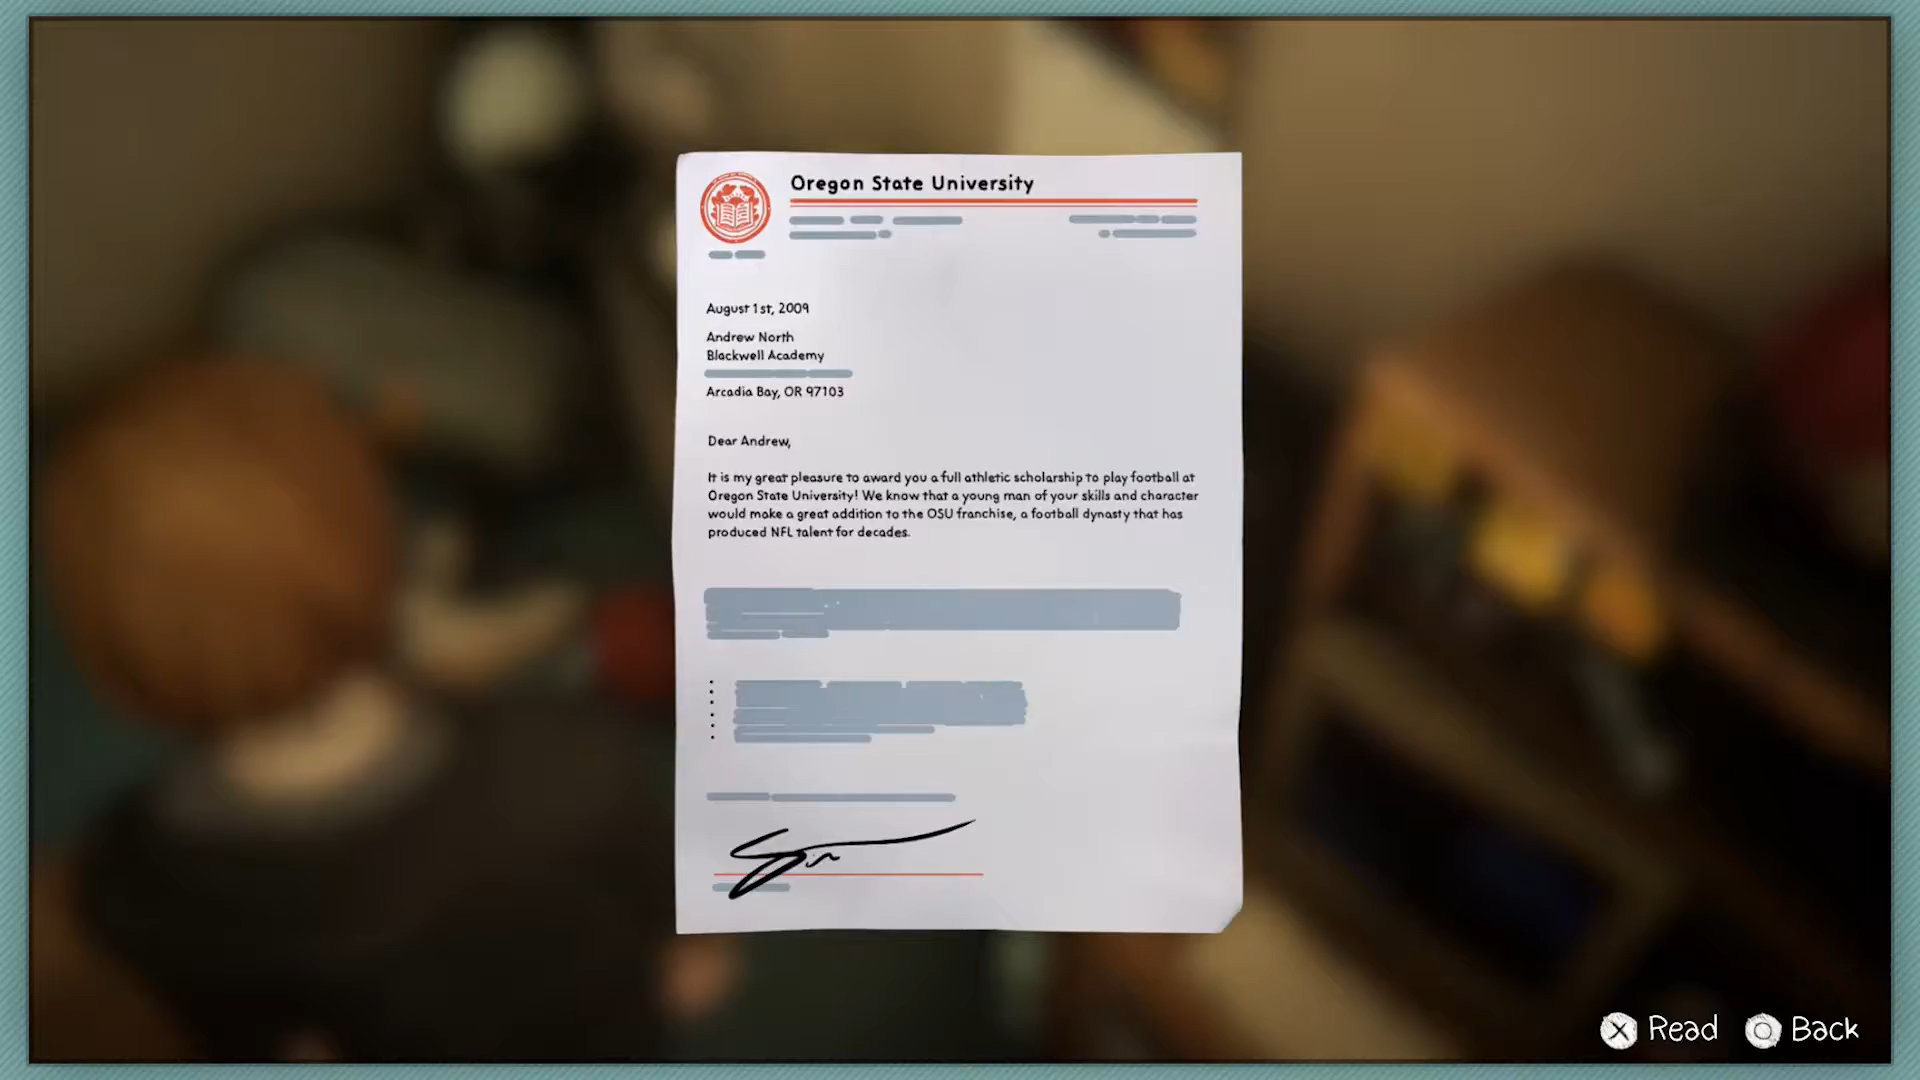 Oregon State University
August 1st, 2009
Andrew North
Blackwell Academy
Arcadia Bay, OR 97103
Dear Andrew,
It is my great pleasure to award you a full athletic scholarship to play football at
Oregon State University! We know that a young man of your skills and character
would make a great addition to the OSU franchise, a football dynasty that has
produced NFL talent for decades.
Read
Back